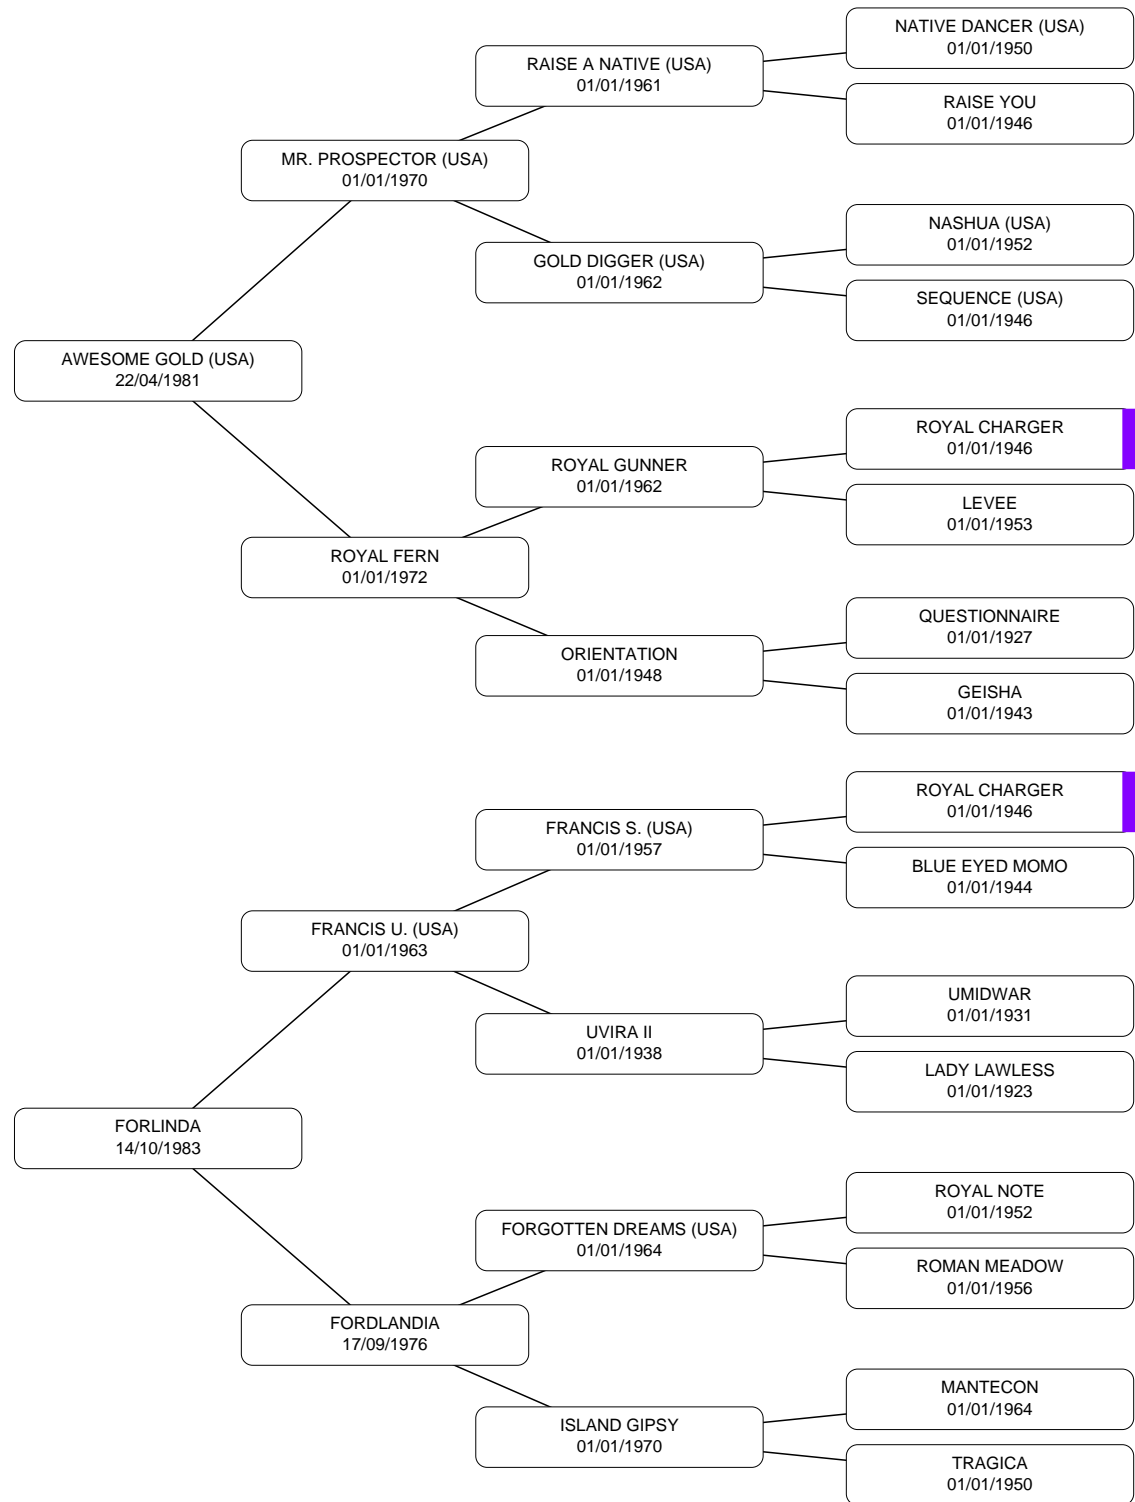 NATIVE DANCER (USA)
01/01/1950
RAISE A NATIVE (USA)
01/01/1961
RAISE YOU
01/01/1946
MR. PROSPECTOR (USA)
01/01/1970
NASHUA (USA)
01/01/1952
GOLD DIGGER (USA)
01/01/1962
SEQUENCE (USA)
01/01/1946
AWESOME GOLD (USA)
22/04/1981
ROYAL CHARGER
01/01/1946
ROYAL GUNNER
01/01/1962
LEVEE
01/01/1953
ROYAL FERN
01/01/1972
QUESTIONNAIRE
01/01/1927
ORIENTATION
01/01/1948
GEISHA
01/01/1943
ROYAL CHARGER
01/01/1946
FRANCIS S. (USA)
01/01/1957
BLUE EYED MOMO
01/01/1944
FRANCIS U. (USA)
01/01/1963
UMIDWAR
01/01/1931
UVIRA II
01/01/1938
LADY LAWLESS
01/01/1923
FORLINDA
14/10/1983
ROYAL NOTE
01/01/1952
FORGOTTEN DREAMS (USA)
01/01/1964
ROMAN MEADOW
01/01/1956
FORDLANDIA
17/09/1976
MANTECON
01/01/1964
ISLAND GIPSY
01/01/1970
TRAGICA
01/01/1950